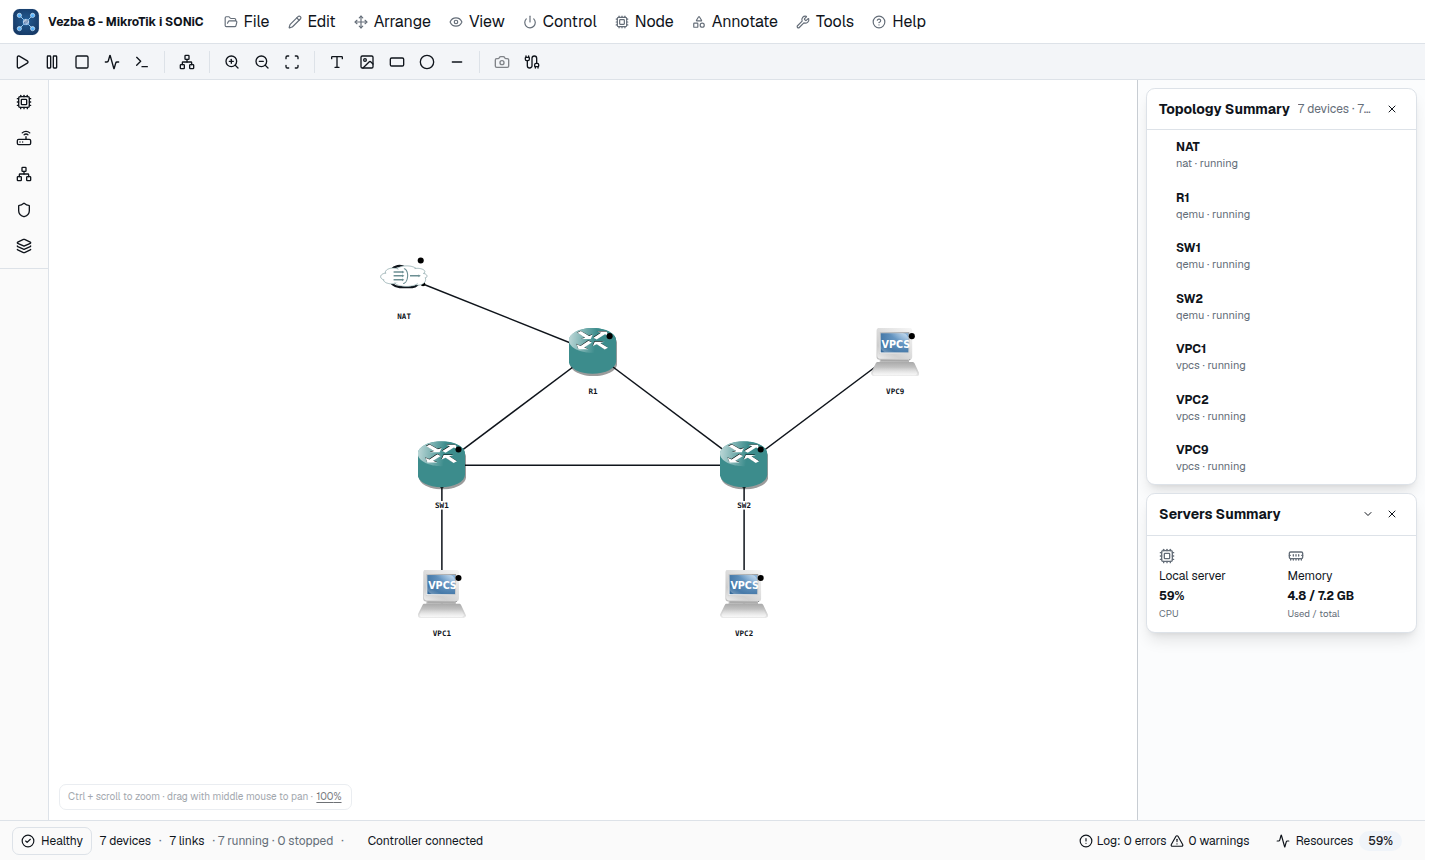 Vezba 8 - MikroTik i SONiC File Edit Arrange View Control Node Annotate Tools Help
Topology Summary 7 devices · 7...
NAT
nat · running
R1
qemu · running
SW1
qemu · running
SW2
qemu · running
VPC1
vpcs · running
VPC2
vpcs · running
VPC9
vpcs · running
NAT
R1
VPCS
VPC9
SW1
SW2
VPCS
VPC1
VPCS
VPC2
Servers Summary
Local server
59%
CPU
Memory
4.8 / 7.2 GB
Used / total
Ctrl + scroll to zoom · drag with middle mouse to pan · 100%
Healthy 7 devices · 7 links · 7 running · 0 stopped · Controller connected Log: 0 errors 0 warnings Resources 59%